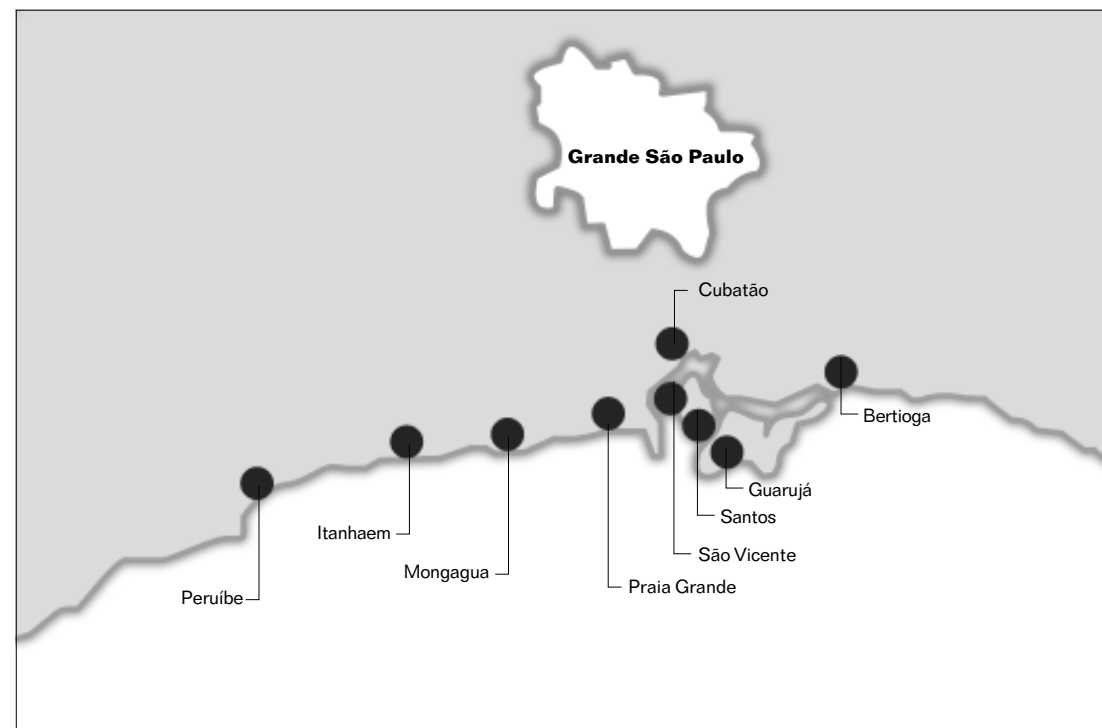 Grande São Paulo
Cubatão
Bertioga
Guarujá
Santos
Itanhaem
São Vicente
Mongagua
Praia Grande
Peruíbe